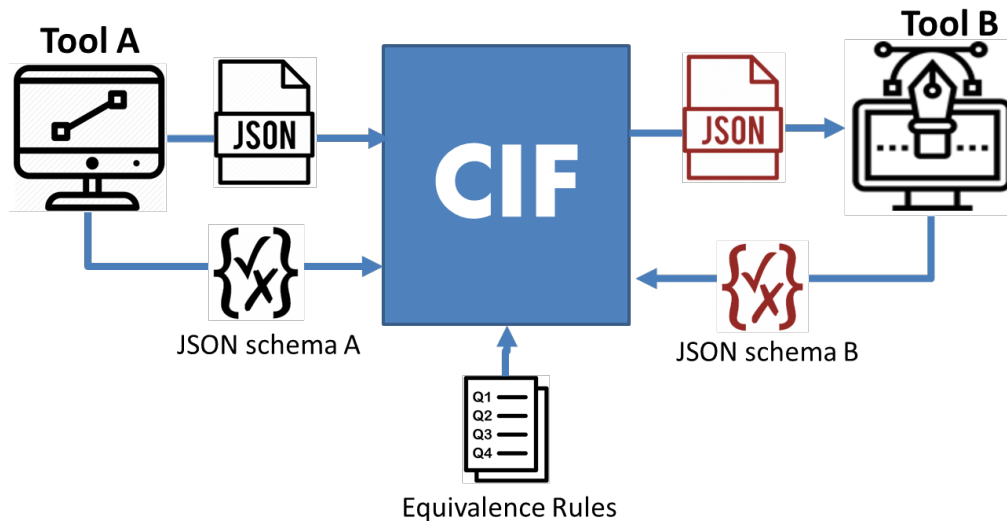 Tool A
Tool B
JSON
CIF
JSON
JSON schema A
JSON schema B
Q1
Q2
Q3
Q4
Equivalence Rules